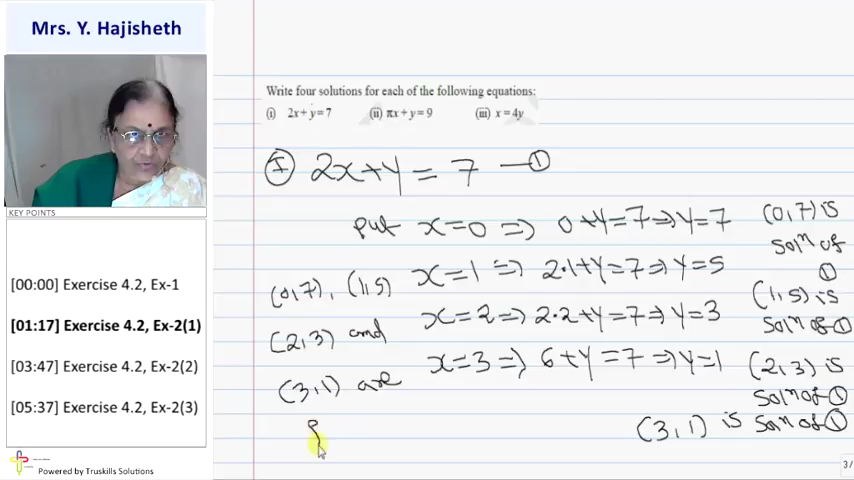 Mrs. Y. Hajisheth
KEY POINTS
[00:00] Exercise 4.2, Ex-1
[01:17] Exercise 4.2, Ex-2(1)
[03:47] Exercise 4.2, Ex-2(2)
[05:37] Exercise 4.2, Ex-2(3)
Powered by Truskills Solutions
Write four solutions for each of the following equations:
(i) 2x + y = 7 (ii) πx + y = 9 (iii) x = 4y
(I) 2x+y = 7 —①
put x=0 => 0+y=7 => y=7
(0,7) is
soln of
①
x=1 => 2·1+y=7 => y=5
(1,5) is
soln of ①
x=2 => 2·2+y=7 => y=3
x=3 => 6+y=7 => y=1
(2,3) is
soln of ①
(3,1) is soln of ①
(0,7), (1,5)
(2,3) and
(3,1) are
3/